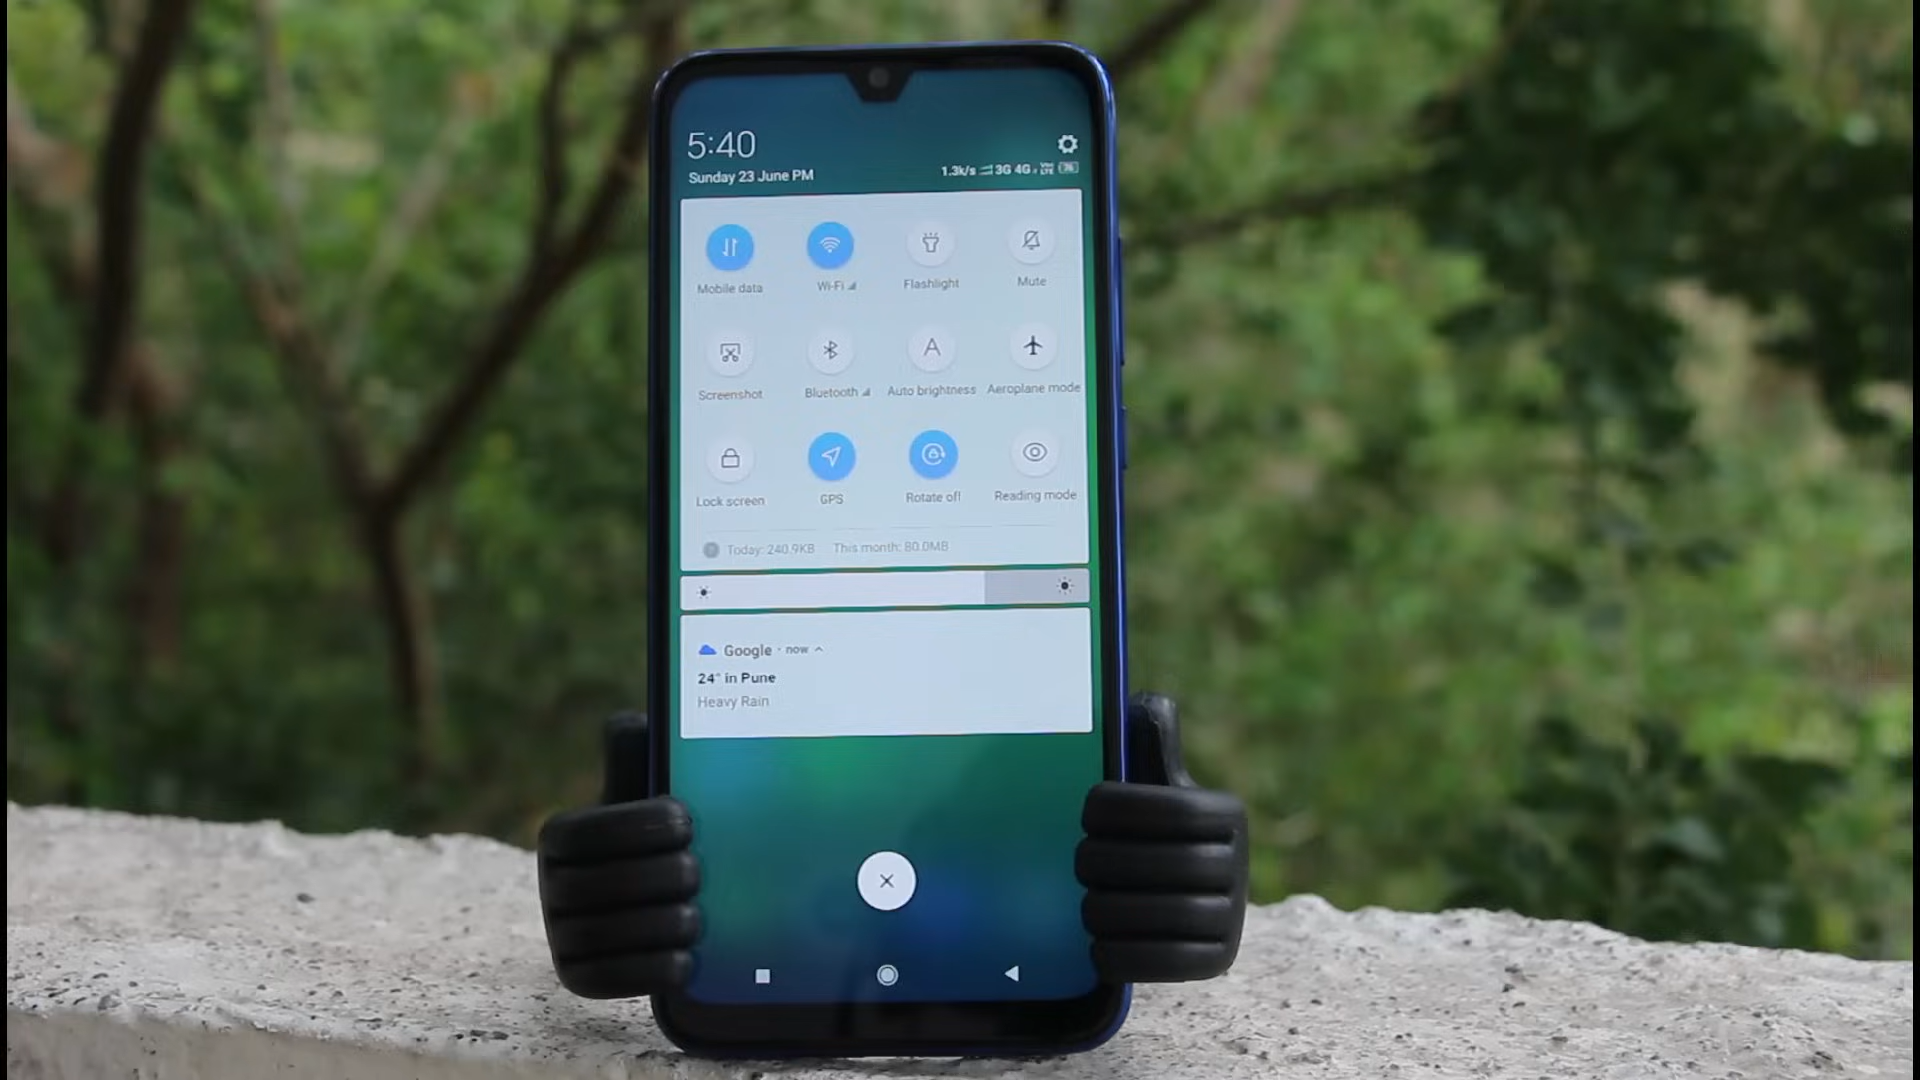 5:40
Sunday 23 June PM
1.3k/s 3G 4G
Mobile data
Wi-Fi
Flashlight
Mute
Screenshot
Bluetooth
A
Auto brightness
Aeroplane mode
Lock screen
GPS
Rotate off
Reading mode
Today: 240.9KB This month: 80.0MB
Google · now
24° in Pune
Heavy Rain